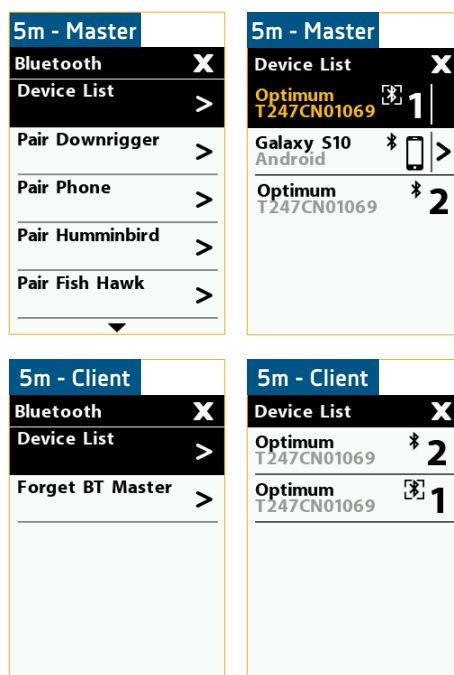 5m - Master
Bluetooth X
Device List >
Pair Downrigger >
Pair Phone >
Pair Humminbird >
Pair Fish Hawk >
5m - Master
Device List X
Optimum 1
T247CN01069
Galaxy S10 >
Android
Optimum 2
T247CN01069
5m - Client
Bluetooth X
Device List >
Forget BT Master >
5m - Client
Device List X
Optimum 2
T247CN01069
Optimum 1
T247CN01069